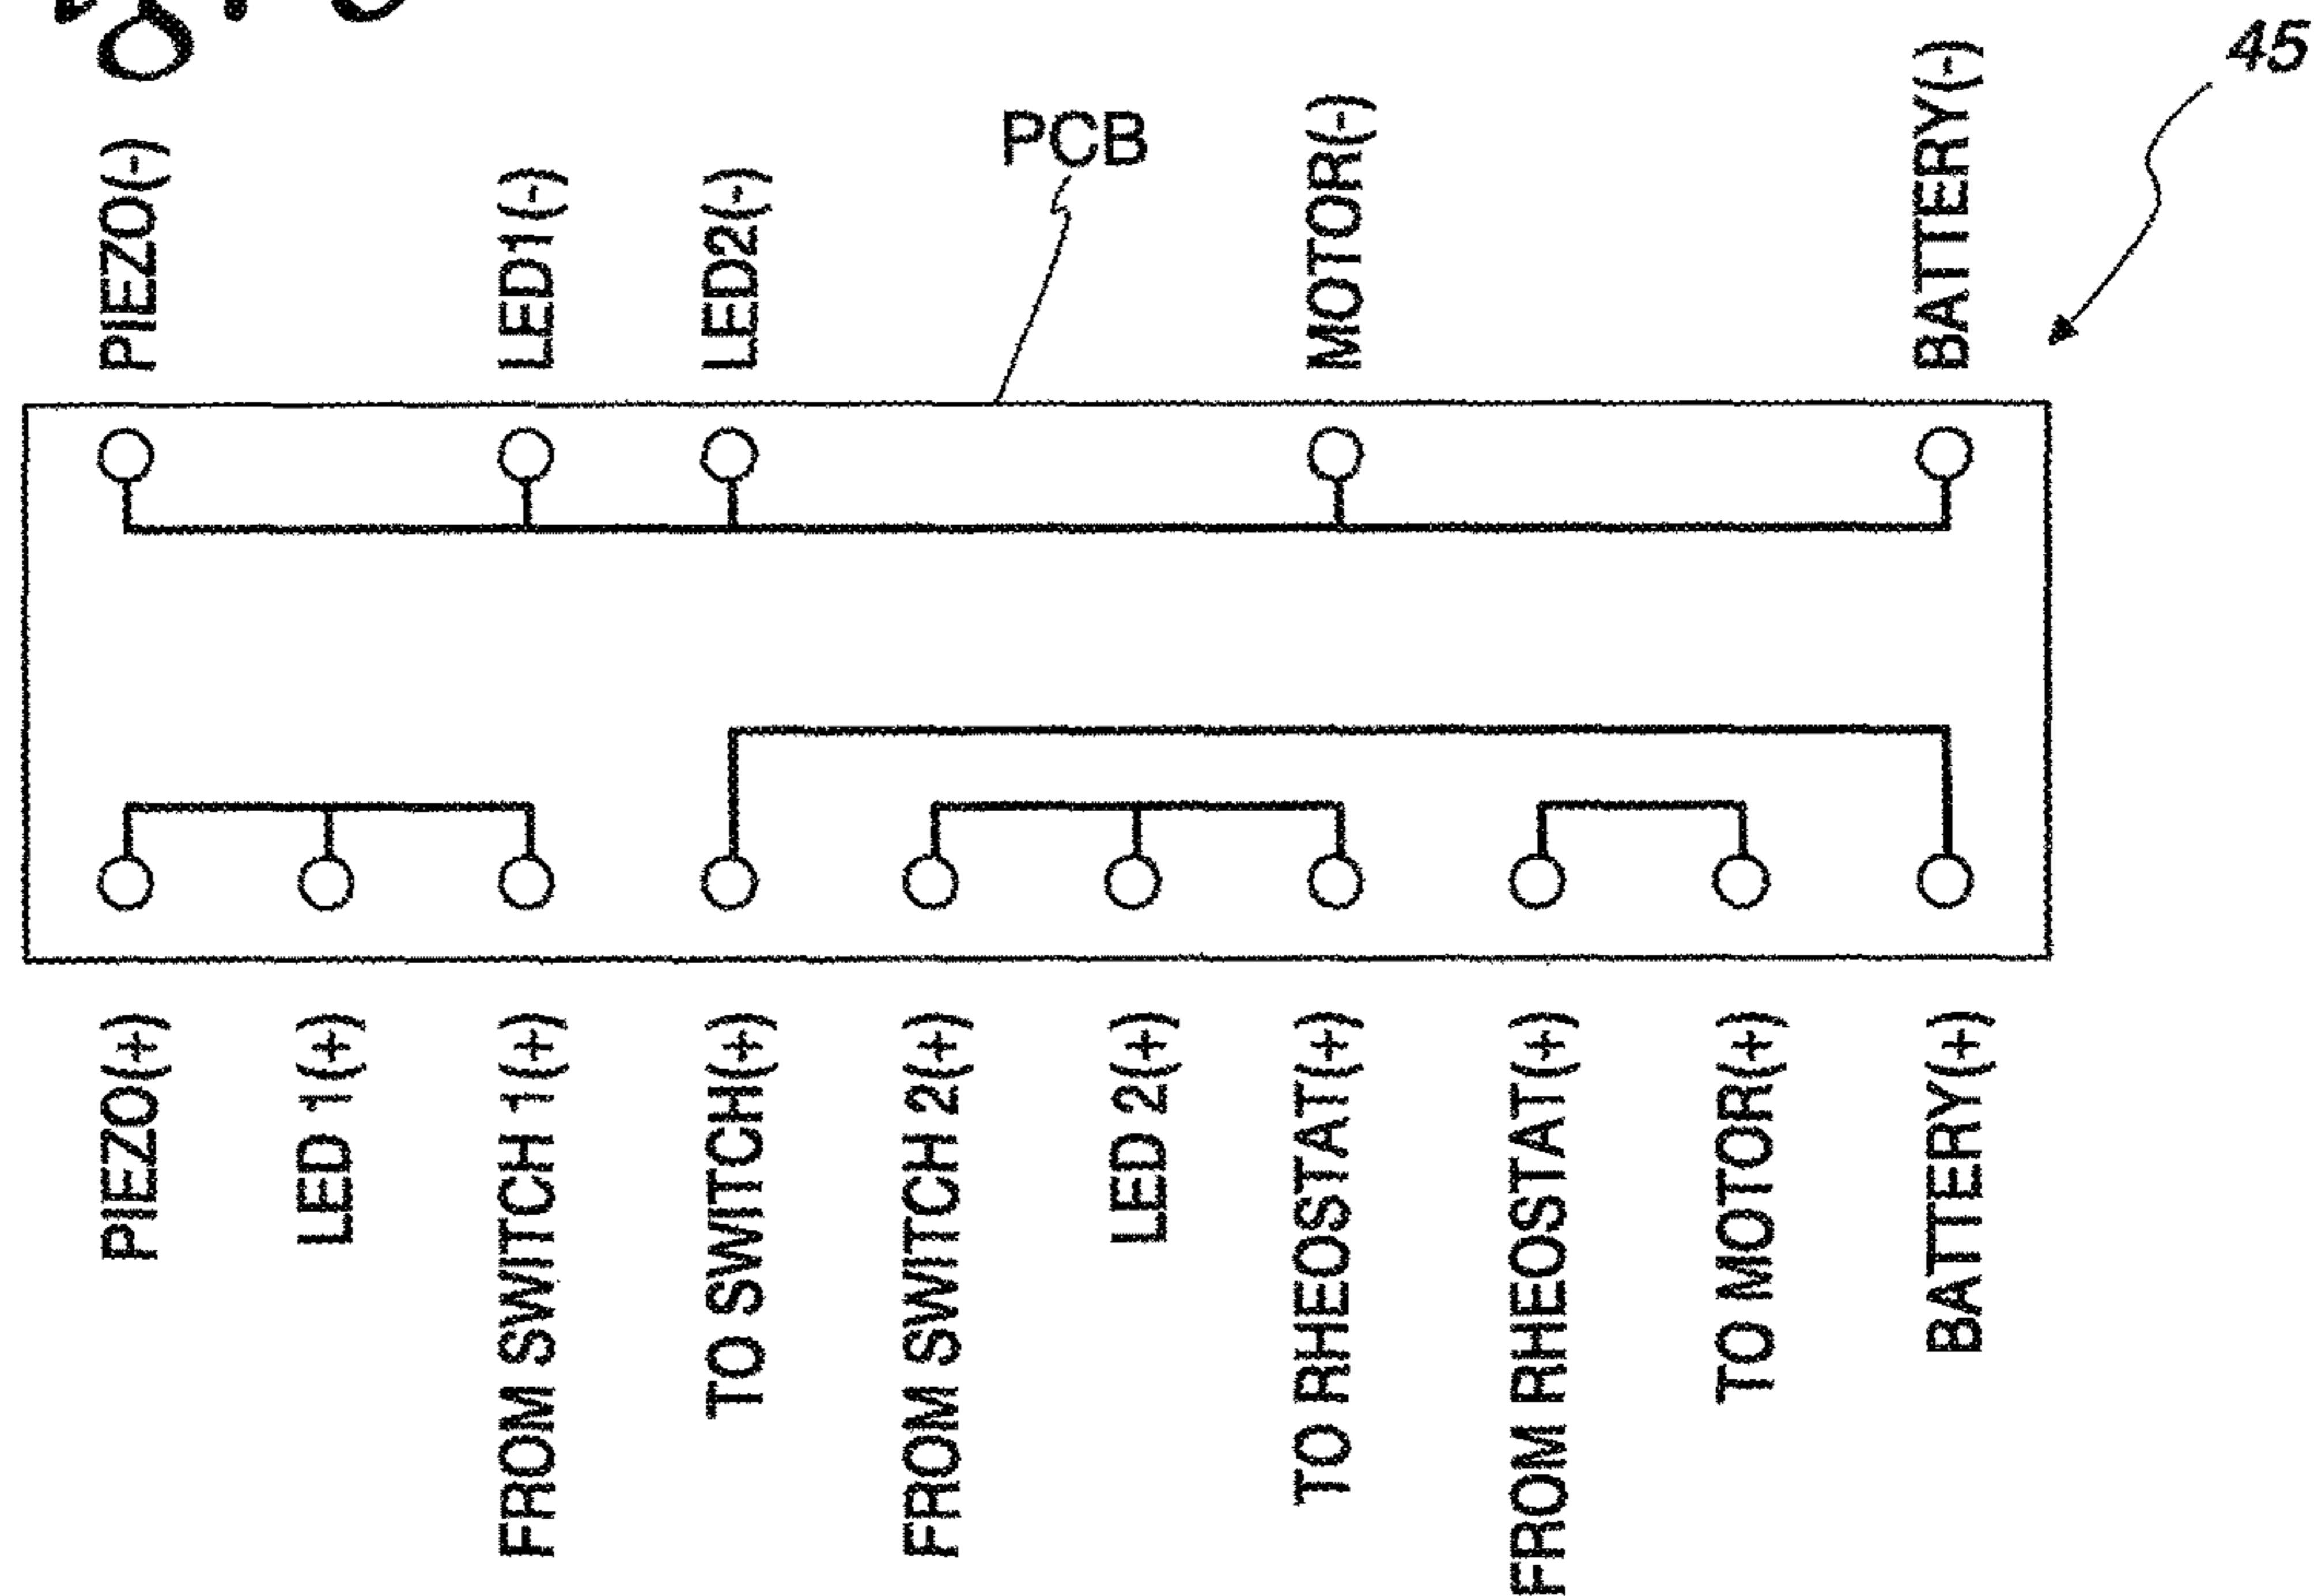 45
PCB
PIEZO(-)
LED1(-)
LED2(-)
MOTOR(-)
BATTERY(-)
PIEZO(+)
LED 1(+)
FROM SWITCH 1(+)
TO SWITCH(+)
FROM SWITCH 2(+)
LED 2(+)
TO RHEOSTAT(+)
FROM RHEOSTAT(+)
TO MOTOR(+)
BATTERY(+)